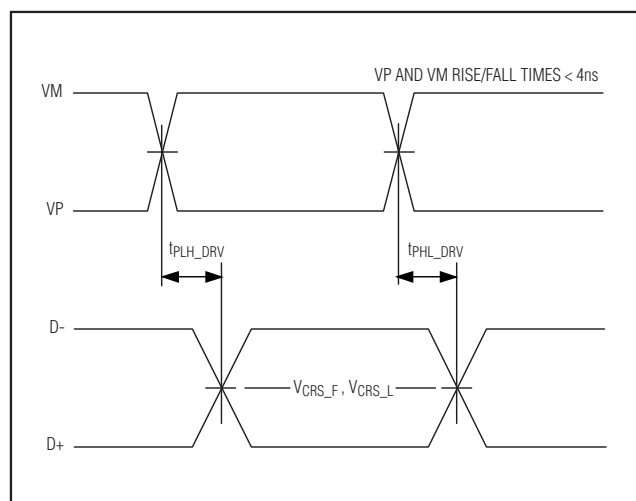 VP AND VM RISE/FALL TIMES < 4ns
VM
VP
tPLH_DRV
tPHL_DRV
D-
VCRS_F , VCRS_L
D+